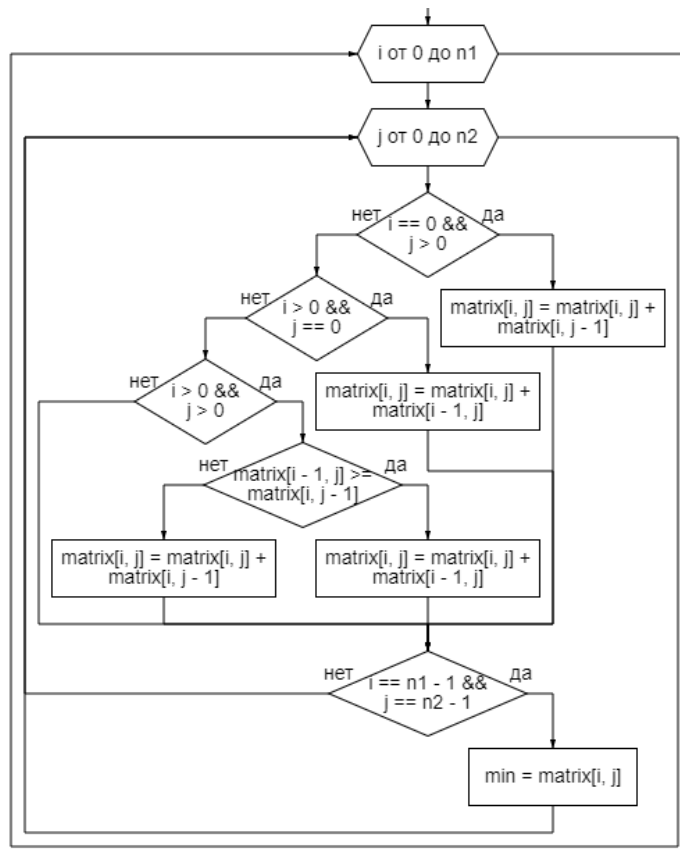 i от 0 до n1
j от 0 до n2
нет
да
i == 0 &&
j > 0
нет
да
i > 0 &&
j == 0
matrix[i, j] = matrix[i, j] +
matrix[i, j - 1]
нет
да
i > 0 &&
j > 0
matrix[i, j] = matrix[i, j] +
matrix[i - 1, j]
нет
да
matrix[i - 1, j] >=
matrix[i, j - 1]
matrix[i, j] = matrix[i, j] +
matrix[i, j - 1]
matrix[i, j] = matrix[i, j] +
matrix[i - 1, j]
нет
да
i == n1 - 1 &&
j == n2 - 1
min = matrix[i, j]